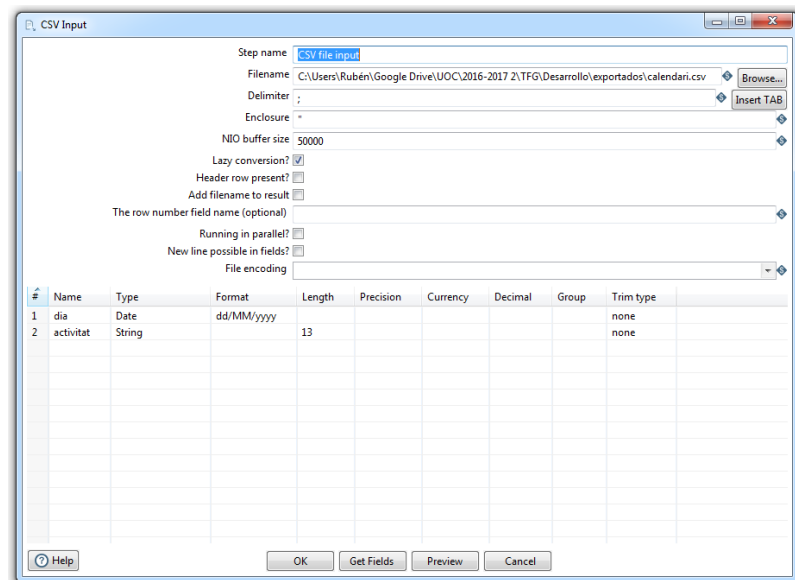 CSV Input
Step name CSV file input
Filename C:\Users\Rubén\Google Drive\UOC\2016-2017 2\TFG\Desarrollo\exportados\calendari.csv Browse...
Delimiter ; Insert TAB
Enclosure "
NIO buffer size 50000
Lazy conversion?
Header row present?
Add filename to result
The row number field name (optional)
Running in parallel?
New line possible in fields?
File encoding
# Name Type Format Length Precision Currency Decimal Group Trim type
1 dia Date dd/MM/yyyy none
2 activitat String 13 none
Help OK Get Fields Preview Cancel